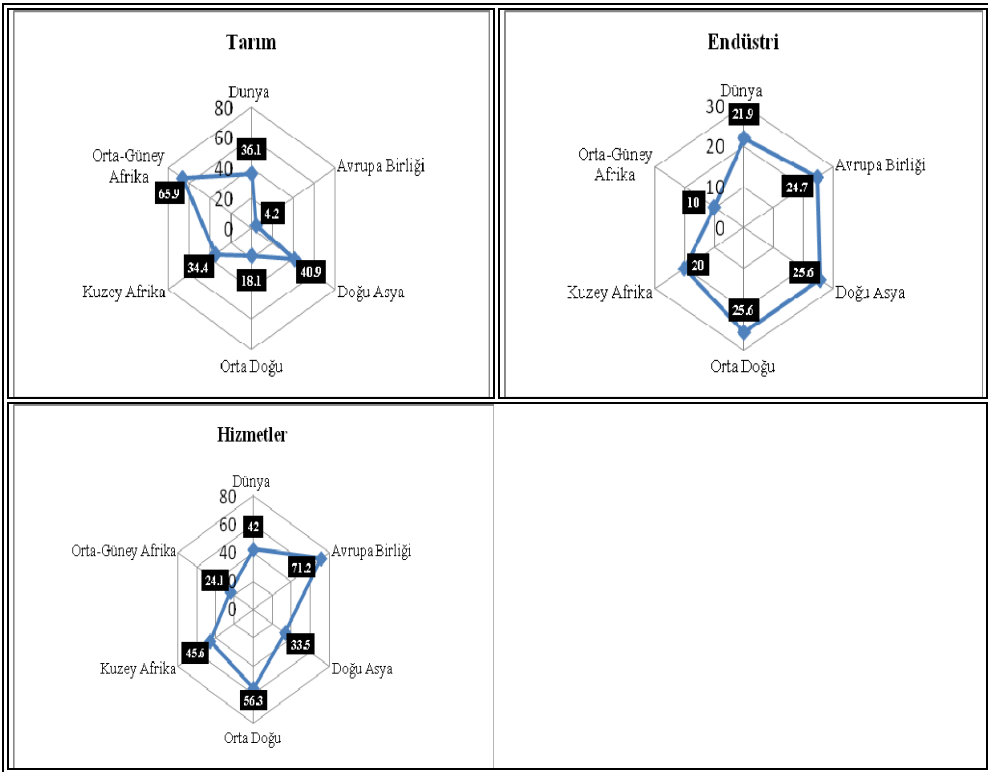 Tarım
Dunya
80
60
36.1
40
20
0
Orta-Güney
Afrika
65.9
Avrupa Birliği
4.2
34.4
18.1
40.9
Kuzey Afrika
Doğu Asya
Orta Doğu
Endüstri
Dünya
30
21.9
20
10
0
Orta-Güney
Afrika
10
Avrupa Birliği
24.7
20
25.6
25.6
Kuzey Afrika
Doğu Asya
Orta Doğu
Hizmetler
Dünya
80
60
42
40
20
0
Orta-Güney Afrika
24.1
Avrupa Birliği
71.2
45.6
33.5
Kuzey Afrika
Doğu Asya
56.3
Orta Doğu